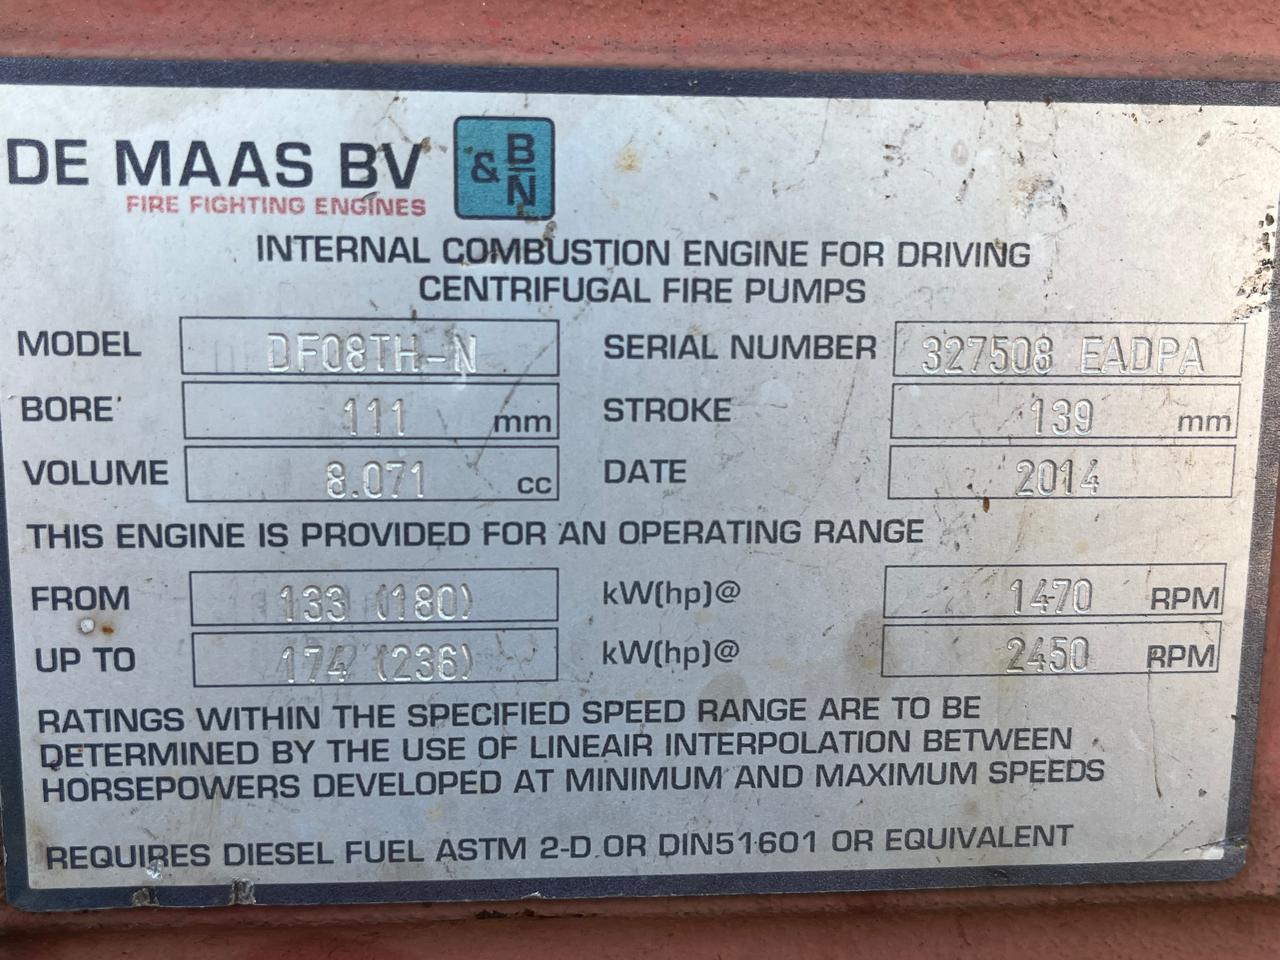 DE MAAS BV
FIRE FIGHTING ENGINES
& B N
INTERNAL COMBUSTION ENGINE FOR DRIVING
CENTRIFUGAL FIRE PUMPS
MODEL DF08TH-N SERIAL NUMBER 327508 EADPA
BORE 111 mm STROKE 139 mm
VOLUME 8.071 cc DATE 2014
THIS ENGINE IS PROVIDED FOR AN OPERATING RANGE
FROM 133 (180) kW(hp)@ 1470 RPM
UP TO 174 (236) kW(hp)@ 2450 RPM
RATINGS WITHIN THE SPECIFIED SPEED RANGE ARE TO BE
DETERMINED BY THE USE OF LINEAIR INTERPOLATION BETWEEN
HORSEPOWERS DEVELOPED AT MINIMUM AND MAXIMUM SPEEDS
REQUIRES DIESEL FUEL ASTM 2-D OR DIN51601 OR EQUIVALENT